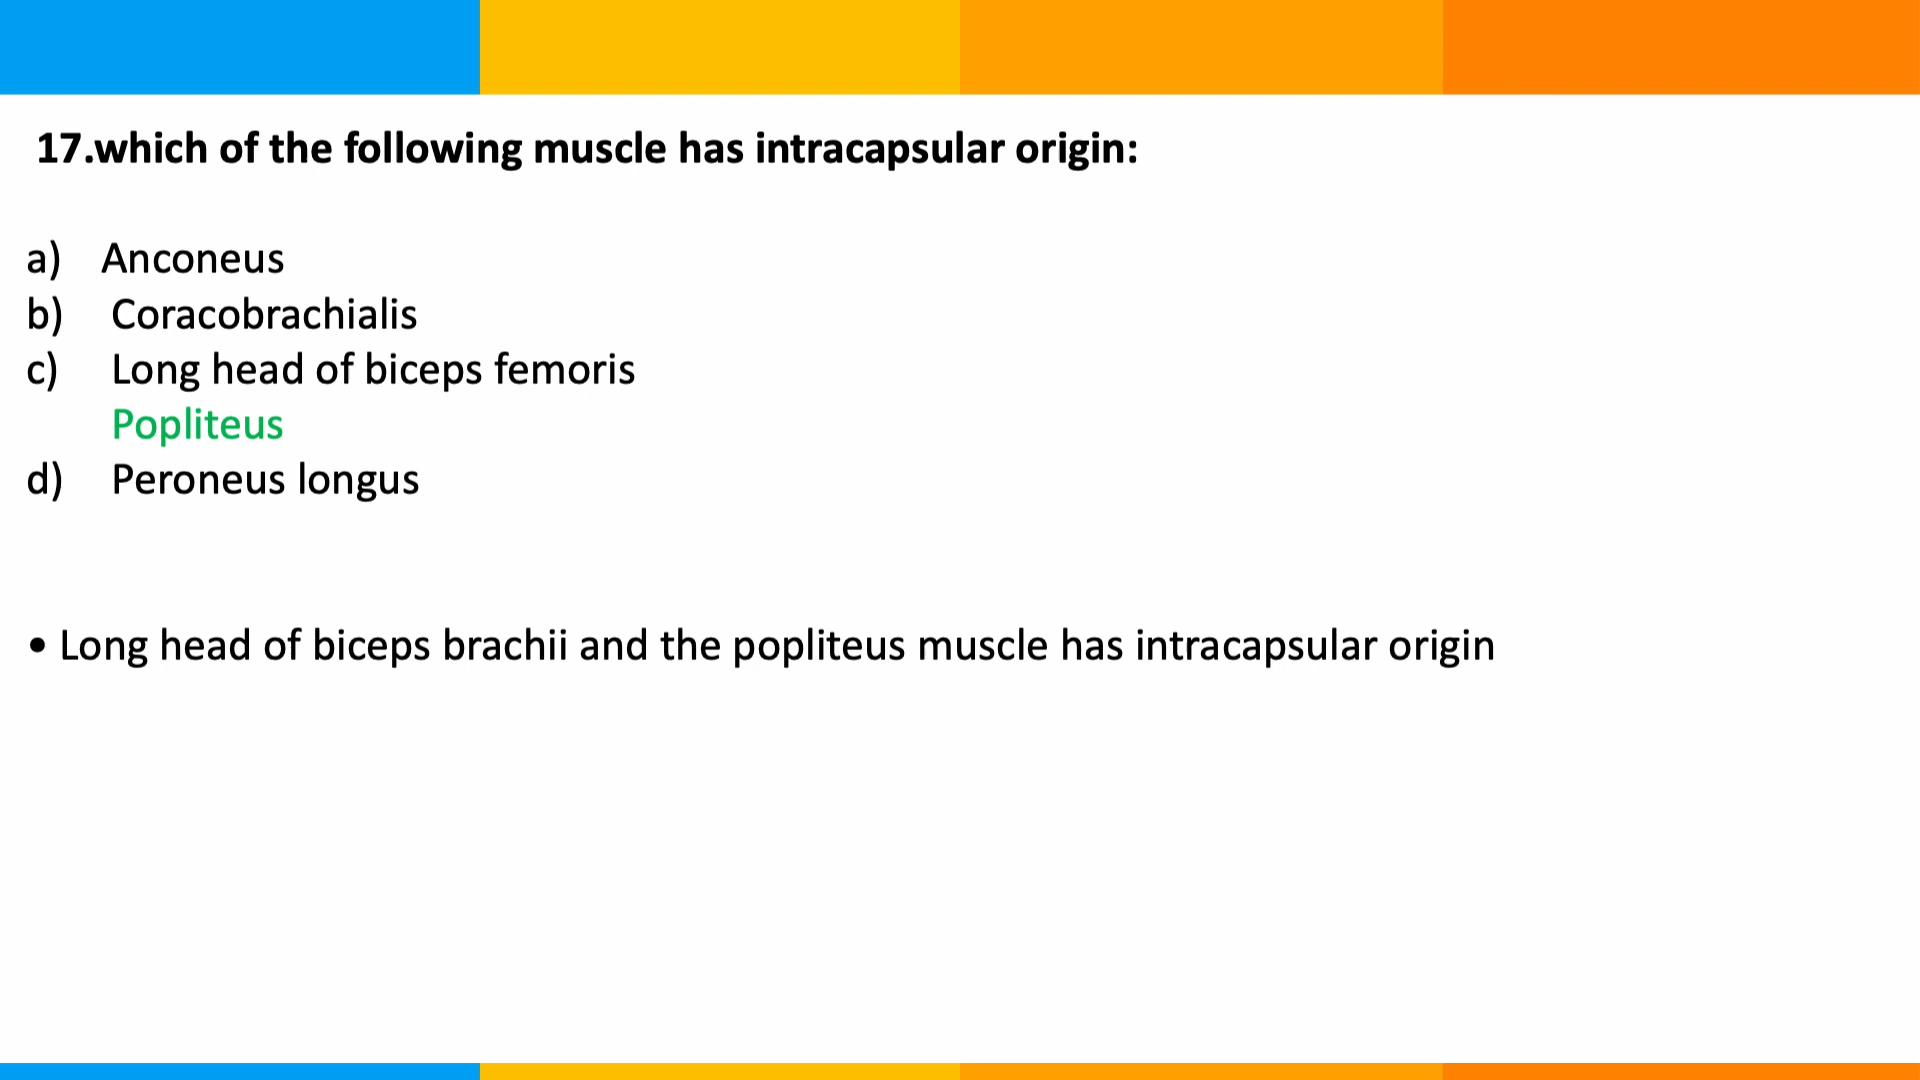 17.which of the following muscle has intracapsular origin:
a) Anconeus
b) Coracobrachialis
c) Long head of biceps femoris
Popliteus
d) Peroneus longus
• Long head of biceps brachii and the popliteus muscle has intracapsular origin